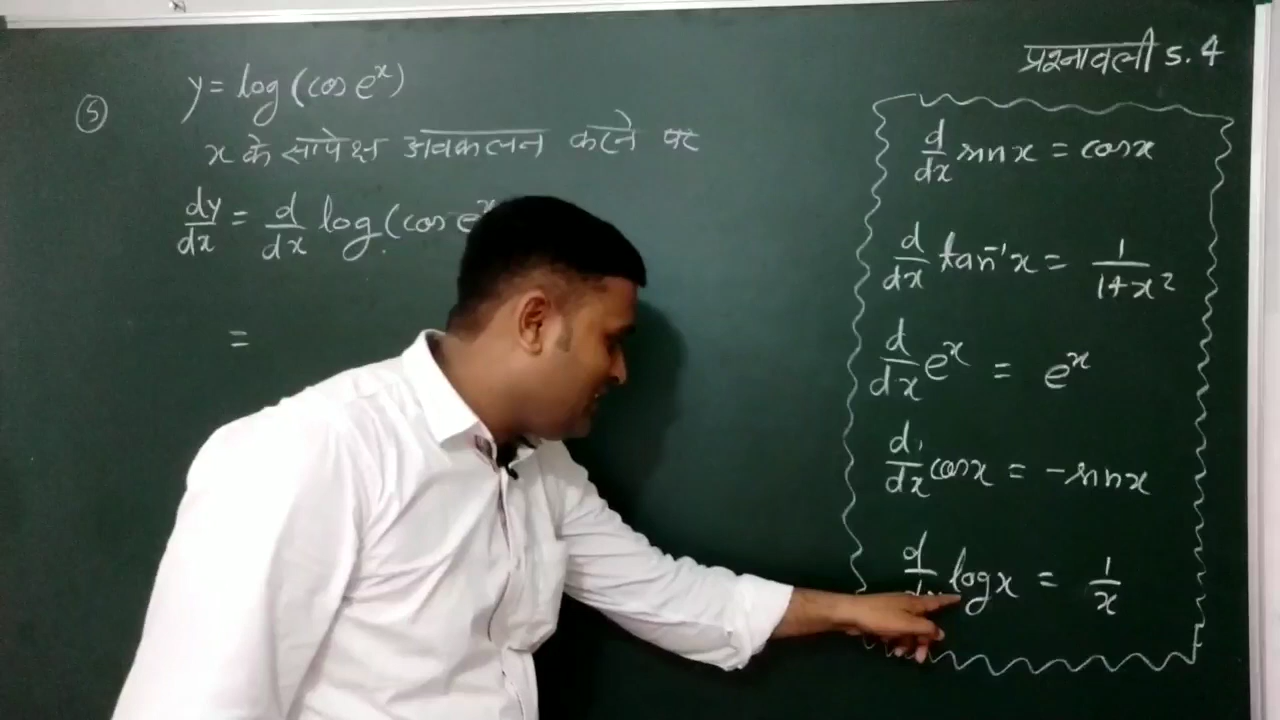 प्रश्नावली 5.4
⑤ y = log (cos eˣ)
x के सापेक्ष अवकलन करने पर
dy/dx = d/dx log (cos eˣ
=
d/dx sin x = cos x
d/dx tan⁻¹x = 1/1+x²
d/dx eˣ = eˣ
d/dx cos x = -sin x
d/dx log x = 1/x